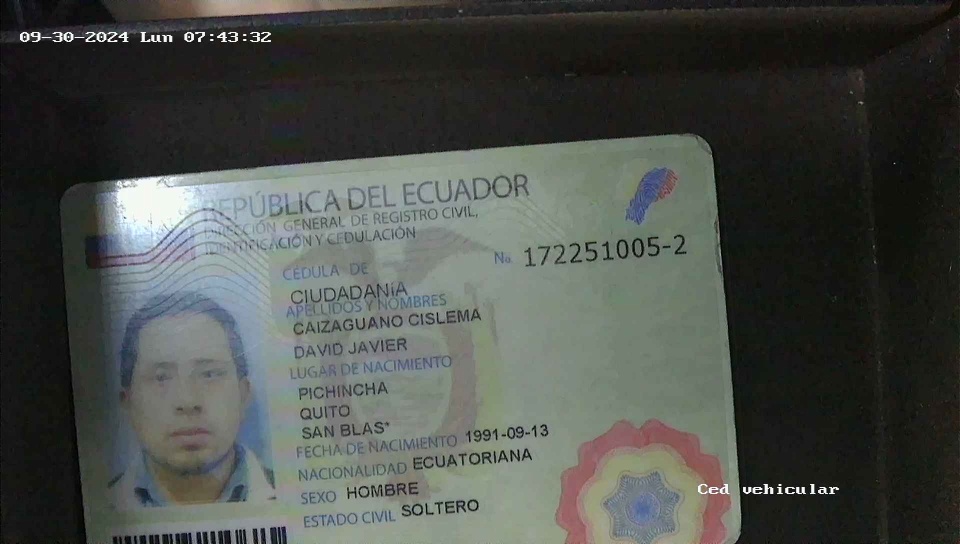 09-30-2024 Lun 07:43:32
REPÚBLICA DEL ECUADOR
DIRECCIÓN GENERAL DE REGISTRO CIVIL,
IDENTIFICACIÓN Y CEDULACIÓN
CÉDULA DE
No. 172251005-2
CIUDADANÍA
APELLIDOS Y NOMBRES
CAIZAGUANO CISLEMA
DAVID JAVIER
LUGAR DE NACIMIENTO
PICHINCHA
QUITO
SAN BLAS*
FECHA DE NACIMIENTO 1991-09-13
NACIONALIDAD ECUATORIANA
SEXO HOMBRE
ESTADO CIVIL SOLTERO
Ced vehicular